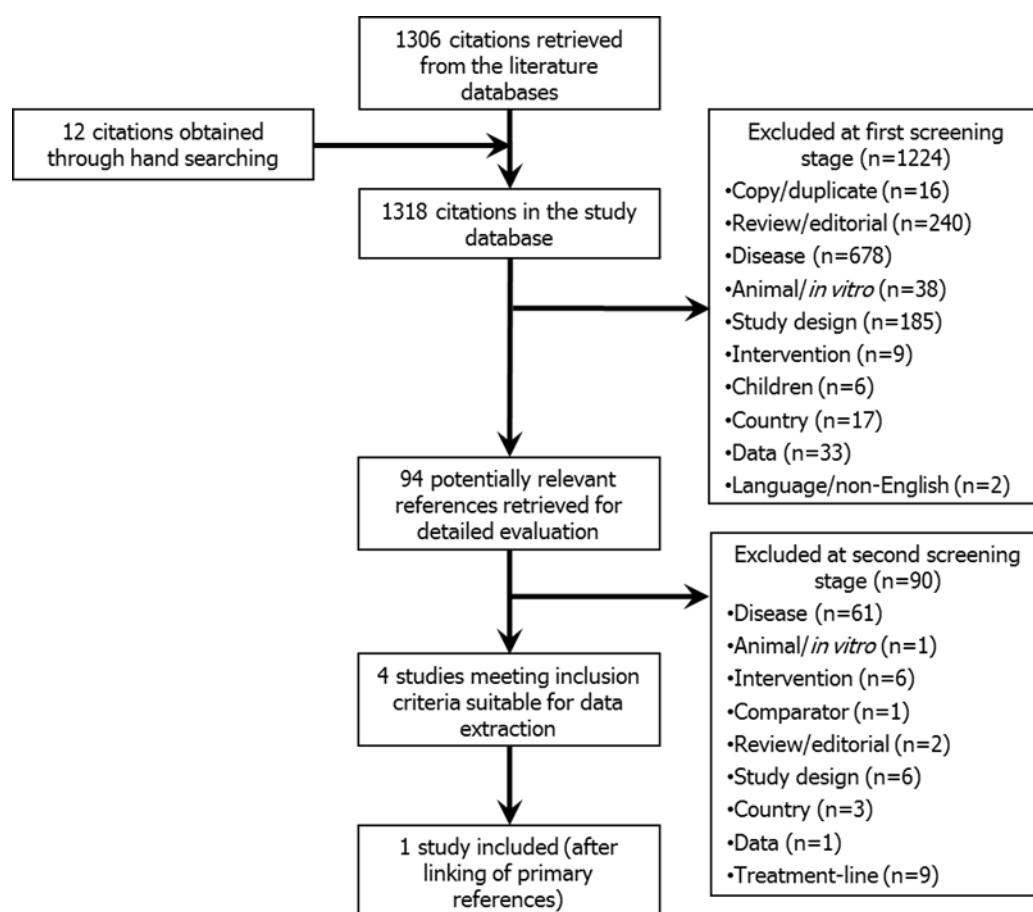 1306 citations retrieved
from the literature
databases
12 citations obtained
through hand searching
1318 citations in the study
database
Excluded at first screening
stage (n=1224)
•Copy/duplicate (n=16)
•Review/editorial (n=240)
•Disease (n=678)
•Animal/in vitro (n=38)
•Study design (n=185)
•Intervention (n=9)
•Children (n=6)
•Country (n=17)
•Data (n=33)
•Language/non-English (n=2)
94 potentially relevant
references retrieved for
detailed evaluation
Excluded at second screening
stage (n=90)
•Disease (n=61)
•Animal/in vitro (n=1)
•Intervention (n=6)
•Comparator (n=1)
•Review/editorial (n=2)
•Study design (n=6)
•Country (n=3)
•Data (n=1)
•Treatment-line (n=9)
4 studies meeting inclusion
criteria suitable for data
extraction
1 study included (after
linking of primary
references)